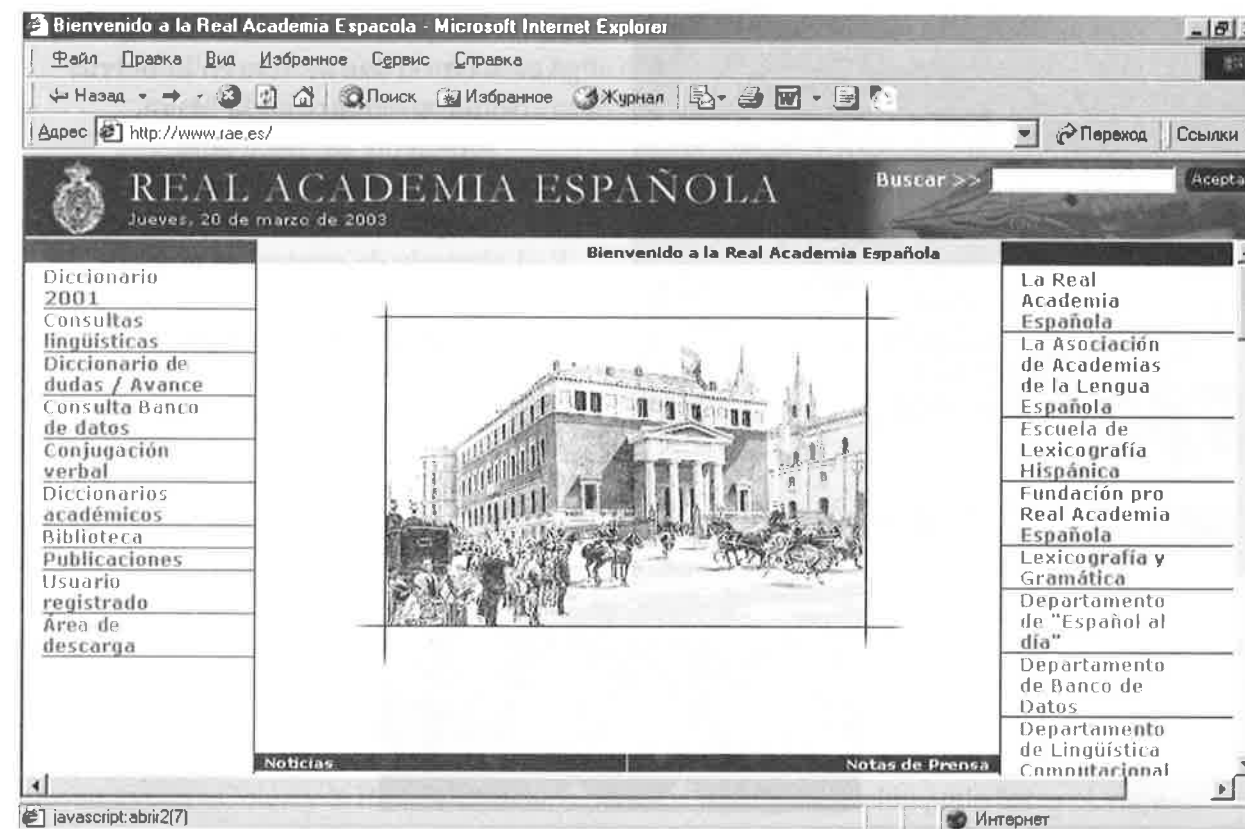 Bienvenido a la Real Academia Espacola - Microsoft Internet Explorer
Файл Правка Вид Избранное Сервис Справка
Назад Поиск Избранное Журнал
Адрес http://www.rae.es/ Переход Ссылки
REAL ACADEMIA ESPAÑOLA
Jueves, 20 de marzo de 2003
Buscar >> Acepta
Bienvenido a la Real Academia Española
Diccionario
2001
Consultas
lingüísticas
Diccionario de
dudas / Avance
Consulta Banco
de datos
Conjugación
verbal
Diccionarios
académicos
Biblioteca
Publicaciones
Usuario
registrado
Área de
descarga
La Real
Academia
Española
La Asociación
de Academias
de la Lengua
Española
Escuela de
Lexicografía
Hispánica
Fundación pro
Real Academia
Española
Lexicografía y
Gramática
Departamento
de "Español al
día"
Departamento
de Banco de
Datos
Departamento
de Lingüística
Computacional
Noticias
Notas de Prensa
javascript:abrir2(7)
Интернет